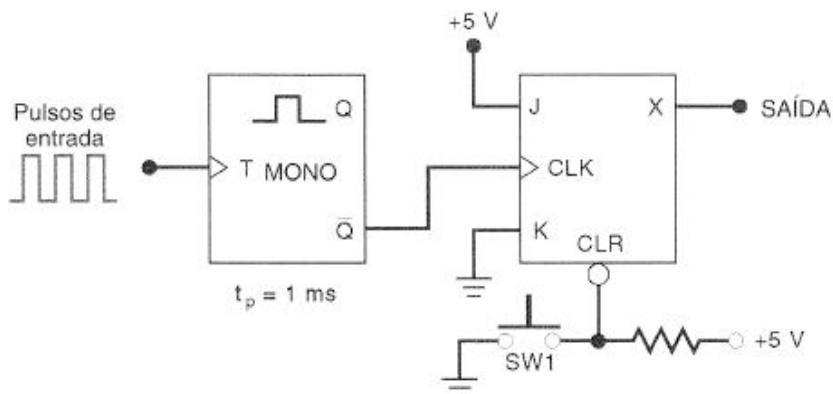 +5 V
Pulsos de
entrada
Q
T MONO
Q̅
t_p = 1 ms
J
X
SAÍDA
CLK
K
CLR
SW1
+5 V